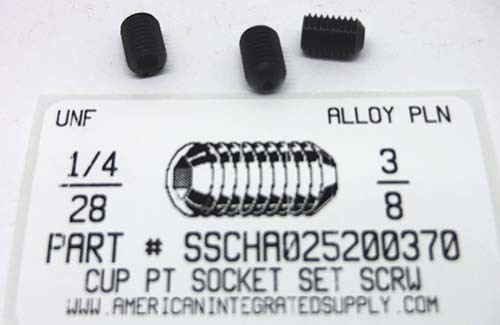 UNF ALLOY PLN
1/4 3
28 8
PART # SSCHA025200370
CUP PT SOCKET SET SCRW
WWW.AMERICANINTEGRATEDSUPPLY.COM